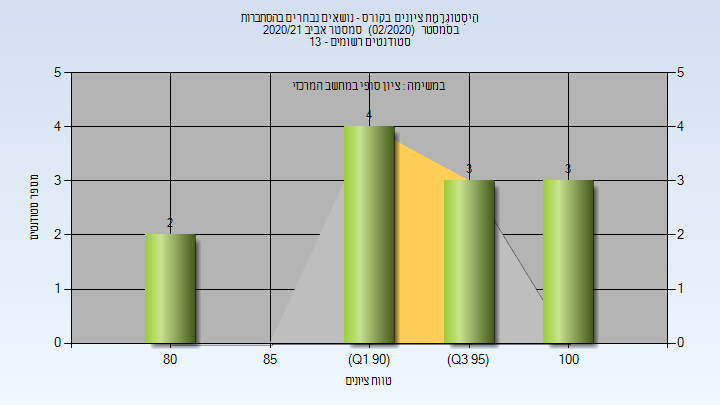 הִיסְטוֹגְרַמַת ציונים בקורס - נושאים נבחרים בהסתברות
בסמסטר (02/2020) סמסטר אביב 2020/21
סטודנטים רשומים - 13
במשימה : ציון סופי במחשב המרכזי
5 5
4 4 4
3 3 3 3
2 2 2
1 1
0 0
80 85 (Q1 90) (Q3 95) 100
מספר סטודנטים
טווח ציונים